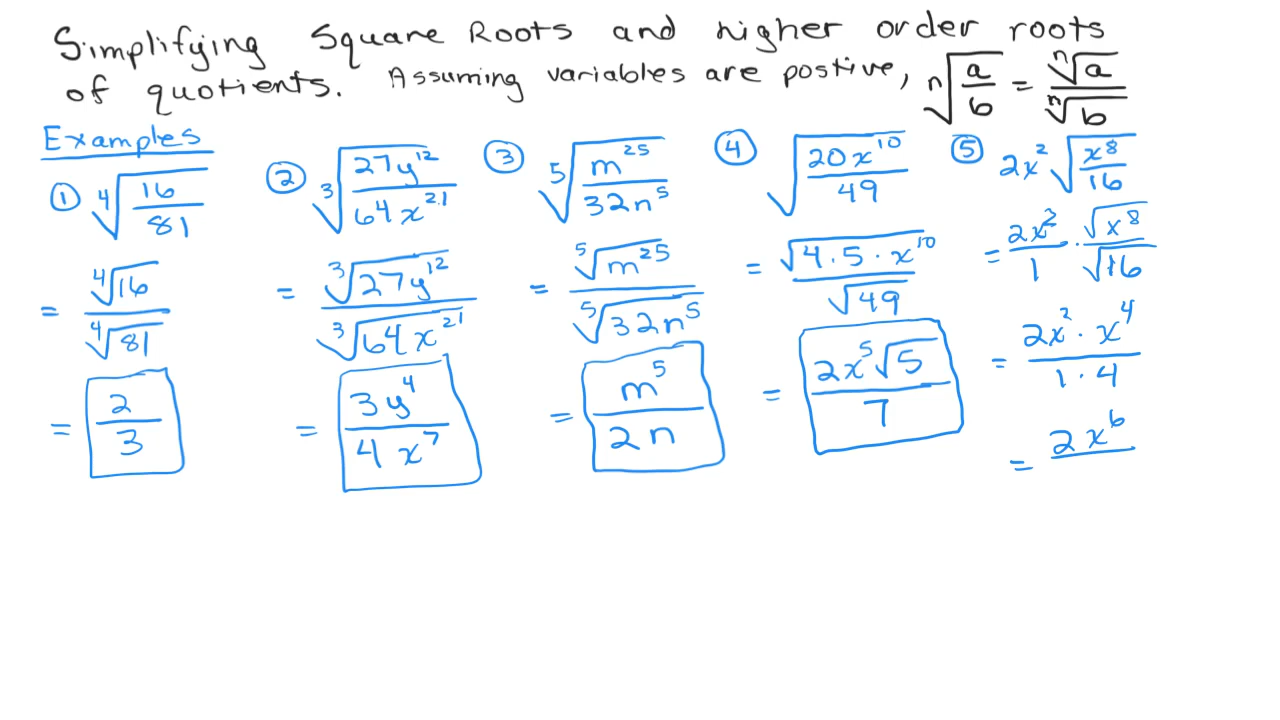 Simplifying Square Roots and higher order roots
of quotients. Assuming variables are postive, ⁿ√(a/b) = ⁿ√a / ⁿ√b
Examples
① ⁴√(16/81)
= ⁴√16 / ⁴√81
= 2/3
② ³√(27y¹²/64x²¹)
= ³√27y¹² / ³√64x²¹
= 3y⁴/4x⁷
③ ⁵√(m²⁵/32n⁵)
= ⁵√m²⁵ / ⁵√32n⁵
= m⁵/2n
④ √(20x¹⁰/49)
= √4·5·x¹⁰ / √49
= 2x⁵√5/7
⑤ 2x² √(x⁸/16)
= 2x²/1 · √x⁸/√16
= 2x² · x⁴ / 1·4
= 2x⁶